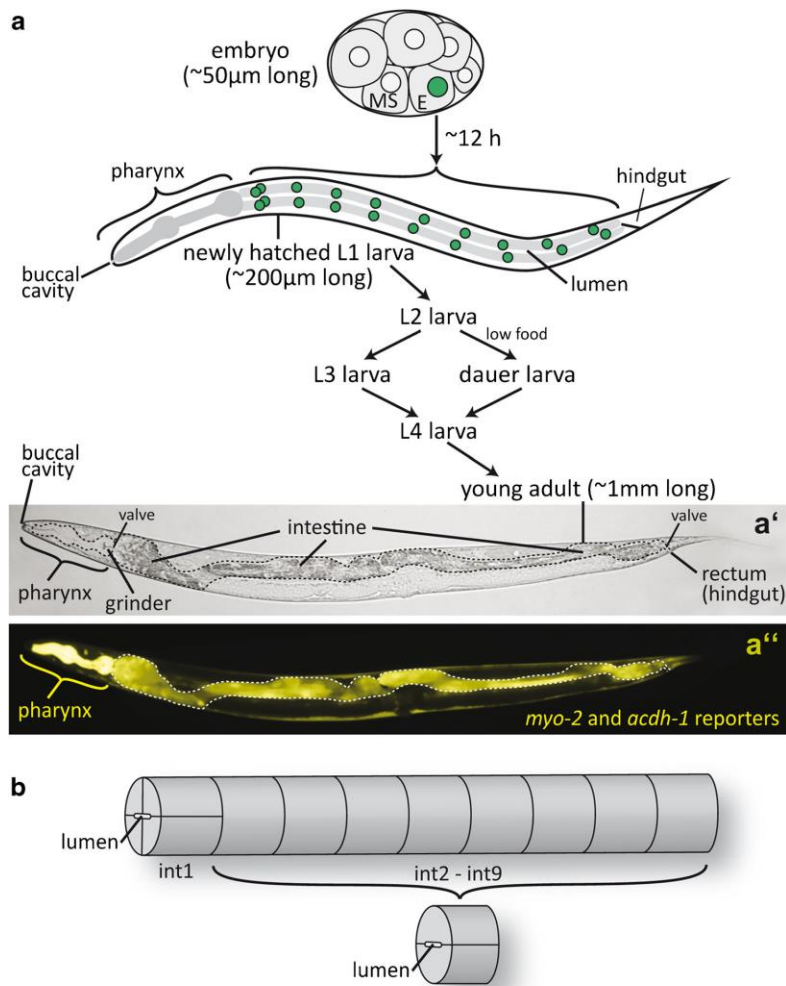 a
embryo
(~50μm long)
MS
E
~12 h
pharynx
hindgut
newly hatched L1 larva
(~200μm long)
lumen
buccal
cavity
L2 larva
low food
L3 larva
dauer larva
L4 larva
buccal
cavity
young adult (~1mm long)
valve
intestine
valve
a'
pharynx
grinder
rectum
(hindgut)
a''
pharynx
myo-2 and acdh-1 reporters
b
lumen
int1
int2 - int9
lumen